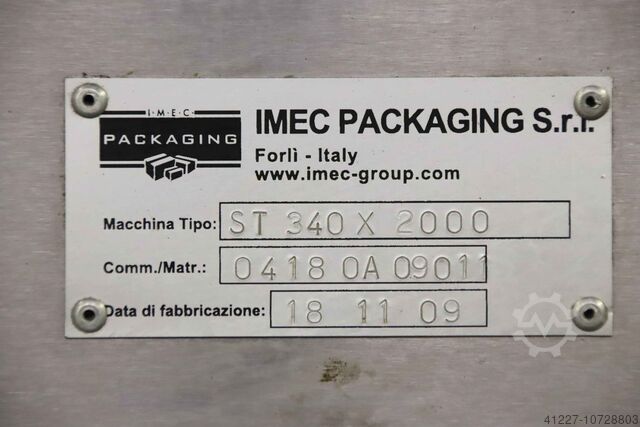 I·M·E·C
PACKAGING
IMEC PACKAGING S.r.l.
Forlì - Italy
www.imec-group.com
Macchina Tipo: ST 340 X 2000
Comm./Matr.: 0418 0A 09011
Data di fabbricazione: 18 11 09
41227-10728803